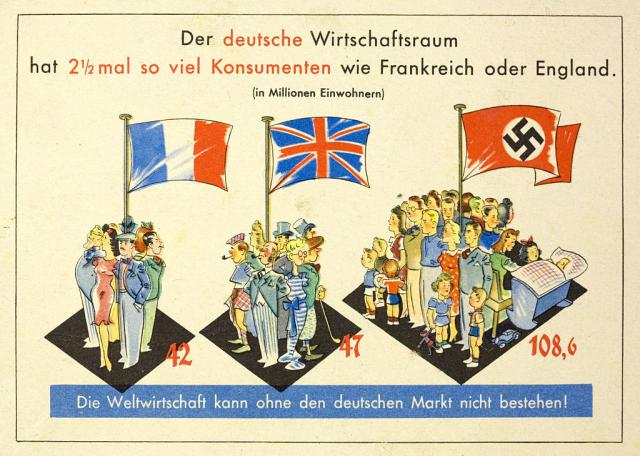 Der deutsche Wirtschaftsraum
hat 2½ mal so viel Konsumenten wie Frankreich oder England.
(in Millionen Einwohnern)
42
47
108,6
Die Weltwirtschaft kann ohne den deutschen Markt nicht bestehen!